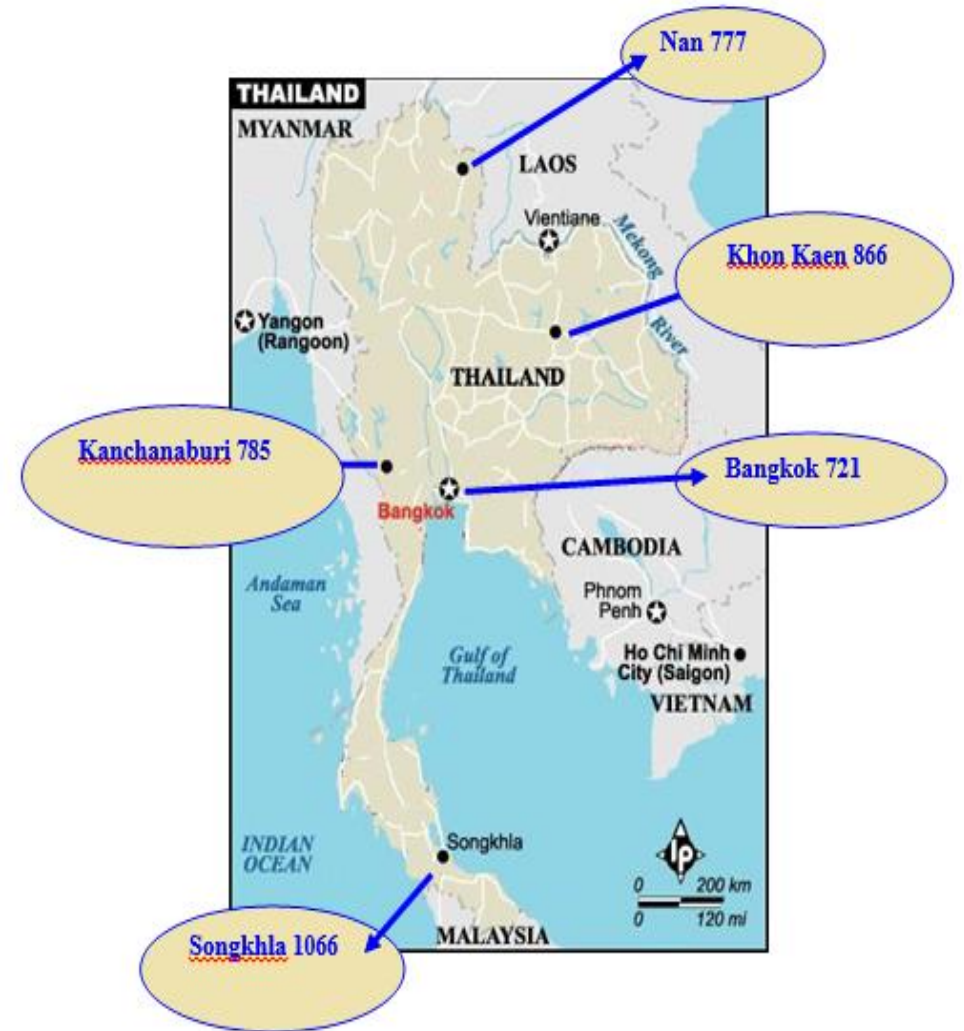 Nan 777
THAILAND
MYANMAR
LAOS
Vientiane
Mekong
River
Khon Kaen 866
Yangon
(Rangoon)
THAILAND
Kanchanaburi 785
Bangkok 721
Bangkok
CAMBODIA
Andaman
Sea
Phnom
Penh
Gulf of
Thailand
Ho Chi Minh
City (Saigon)
VIETNAM
INDIAN
OCEAN
Songkhla
lp
0 200 km
0 120 mi
Songkhla 1066
MALAYSIA